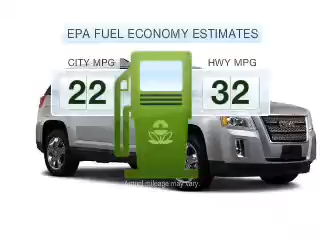 EPA FUEL ECONOMY ESTIMATES
CITY MPG
HWY MPG
22
32
Actual mileage may vary.